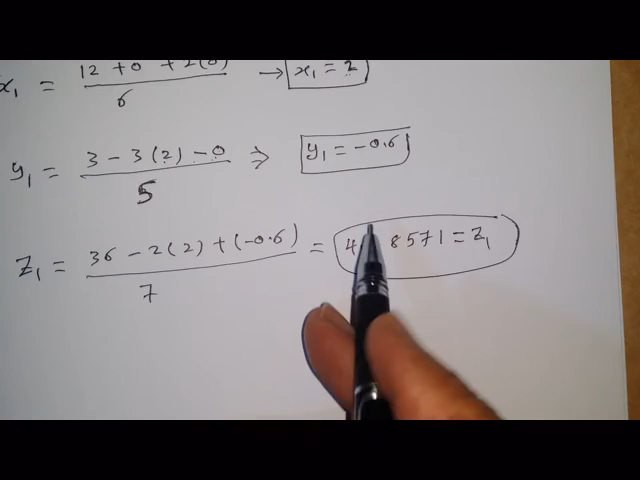 x₁ = 12 + 0 + 2(0) / 6 → x₁ = 2
y₁ = 3 - 3(2) - 0 / 5 ⇒ y₁ = -0.6
Z₁ = 36 - 2(2) + (-0.6) / 7 = 4 8571 = Z₁